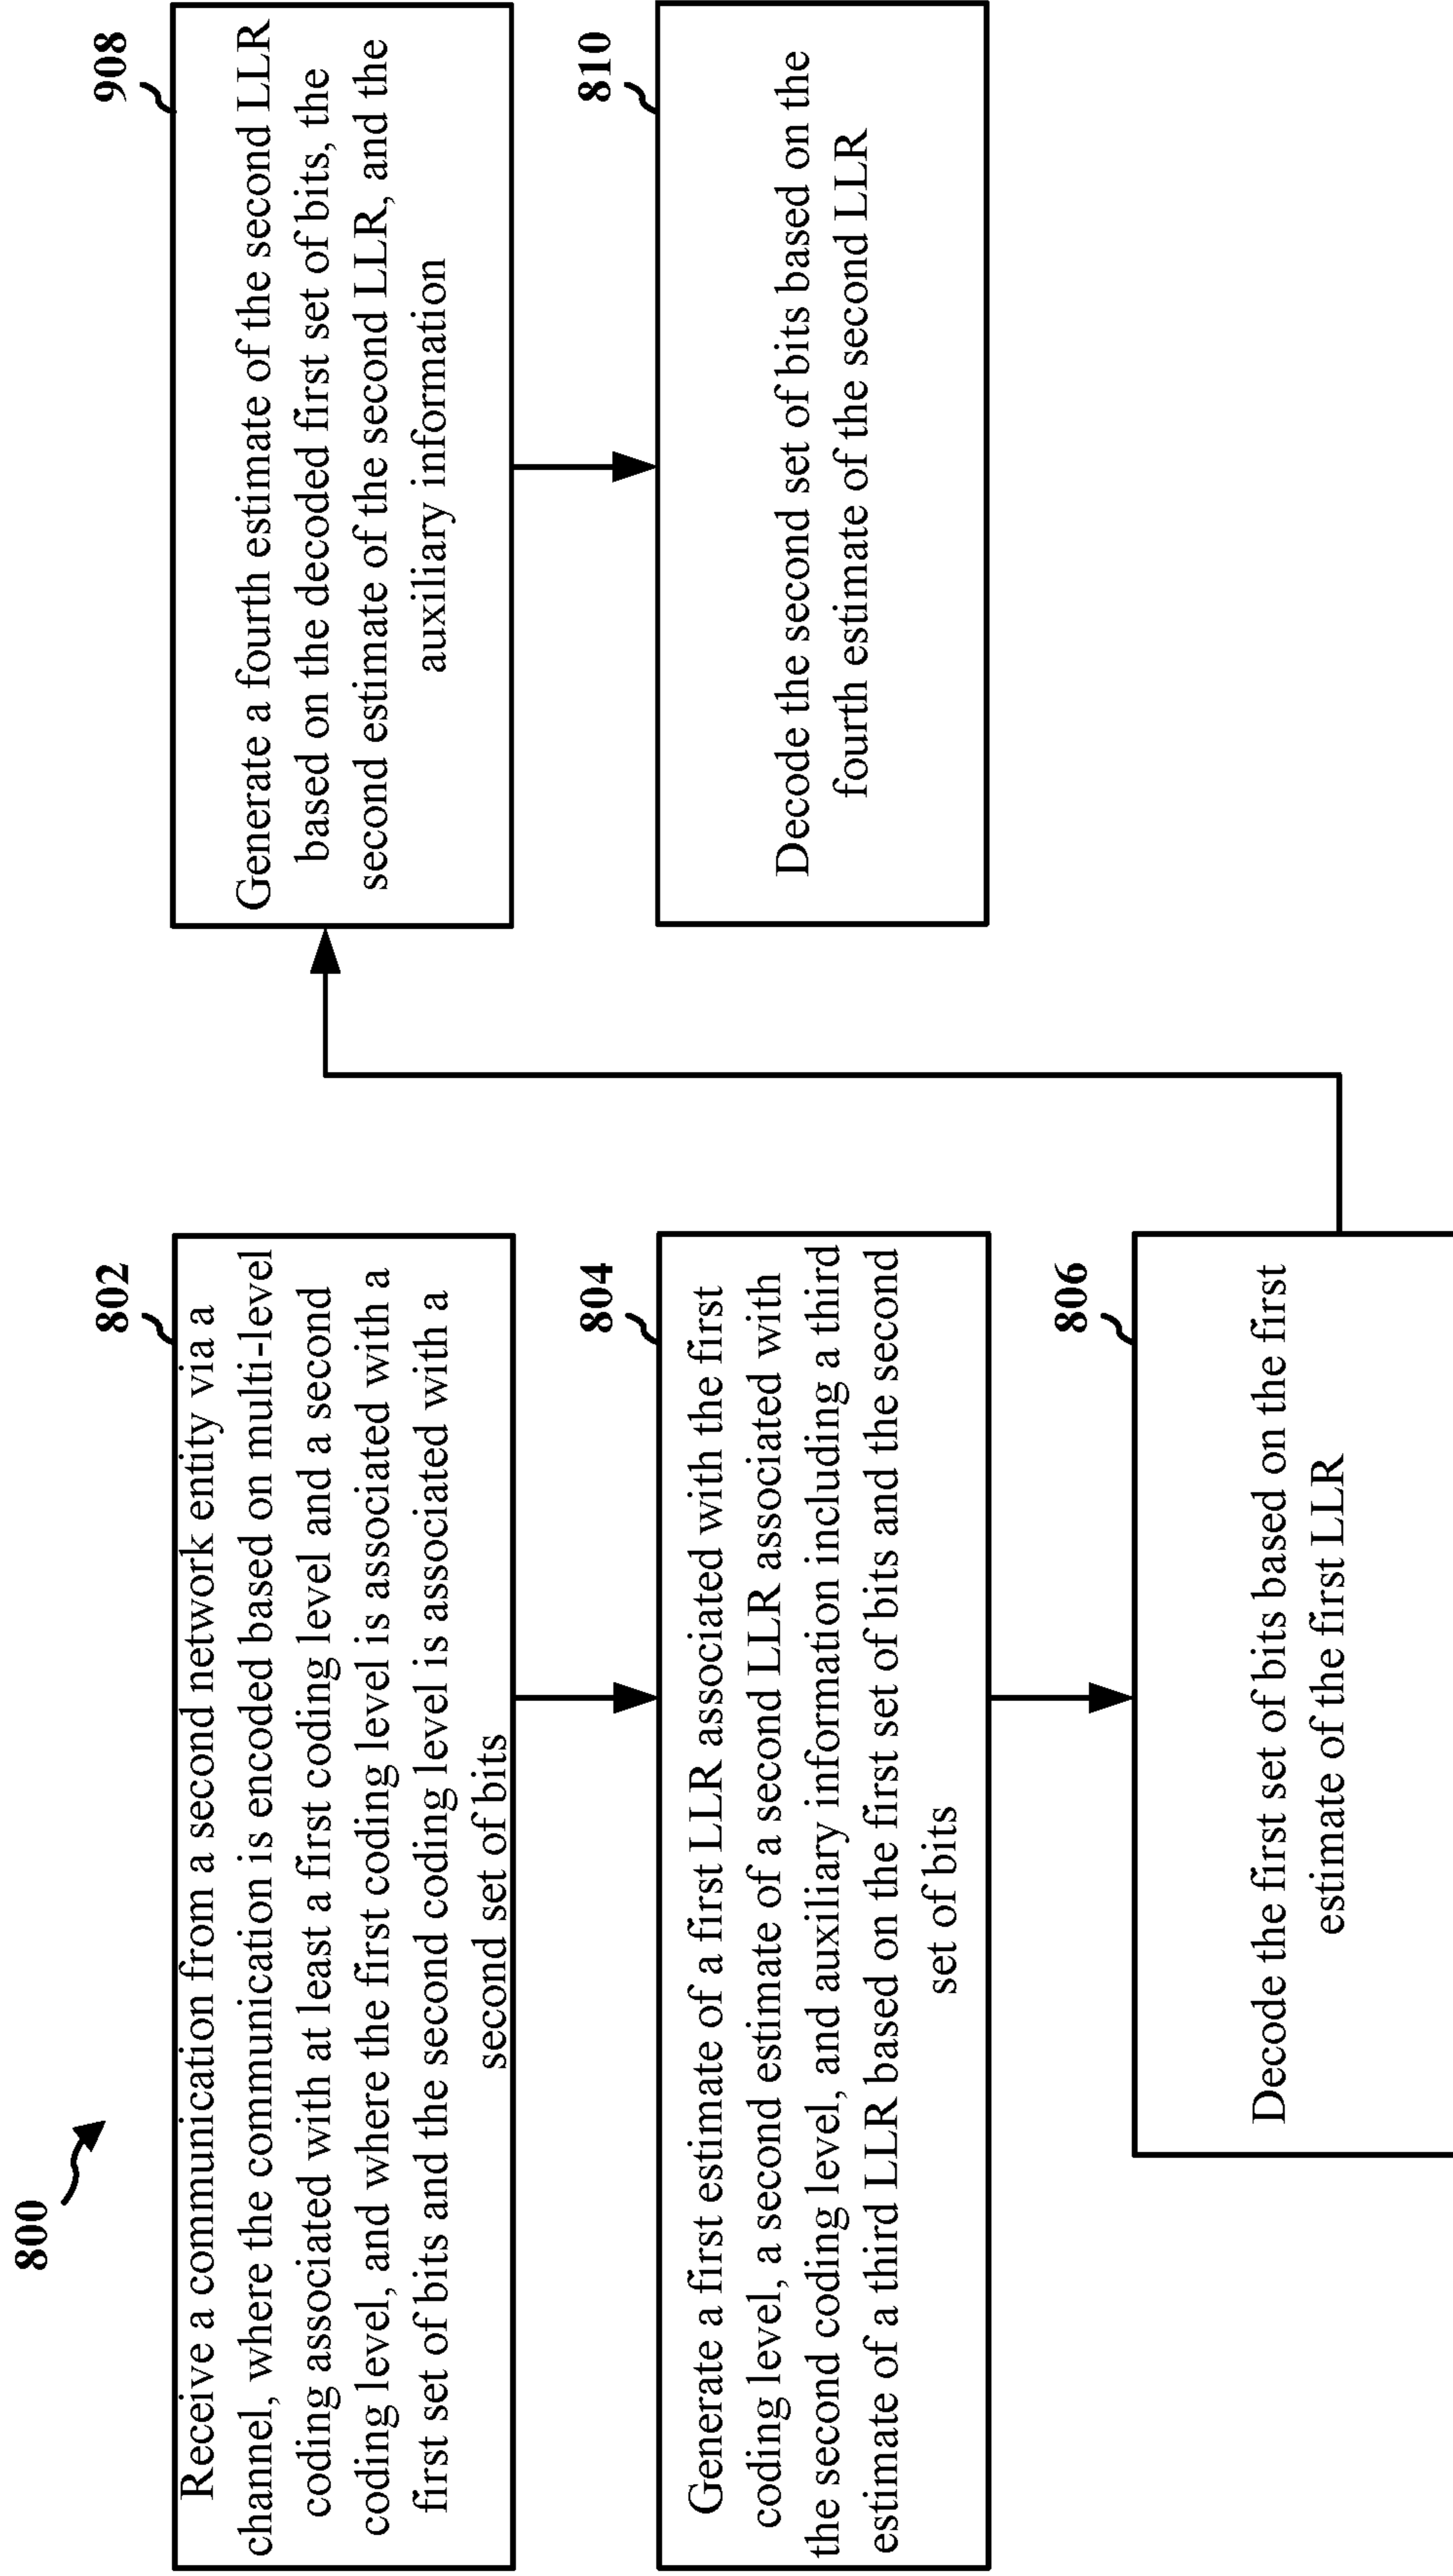 800
802
Receive a communication from a second network entity via a
channel, where the communication is encoded based on multi-level
coding associated with at least a first coding level and a second
coding level, and where the first coding level is associated with a
first set of bits and the second coding level is associated with a
second set of bits
804
Generate a first estimate of a first LLR associated with the first
coding level, a second estimate of a second LLR associated with
the second coding level, and auxiliary information including a third
estimate of a third LLR based on the first set of bits and the second
set of bits
806
Decode the first set of bits based on the first
estimate of the first LLR
908
Generate a fourth estimate of the second LLR
based on the decoded first set of bits, the
second estimate of the second LLR, and the
auxiliary information
810
Decode the second set of bits based on the
fourth estimate of the second LLR